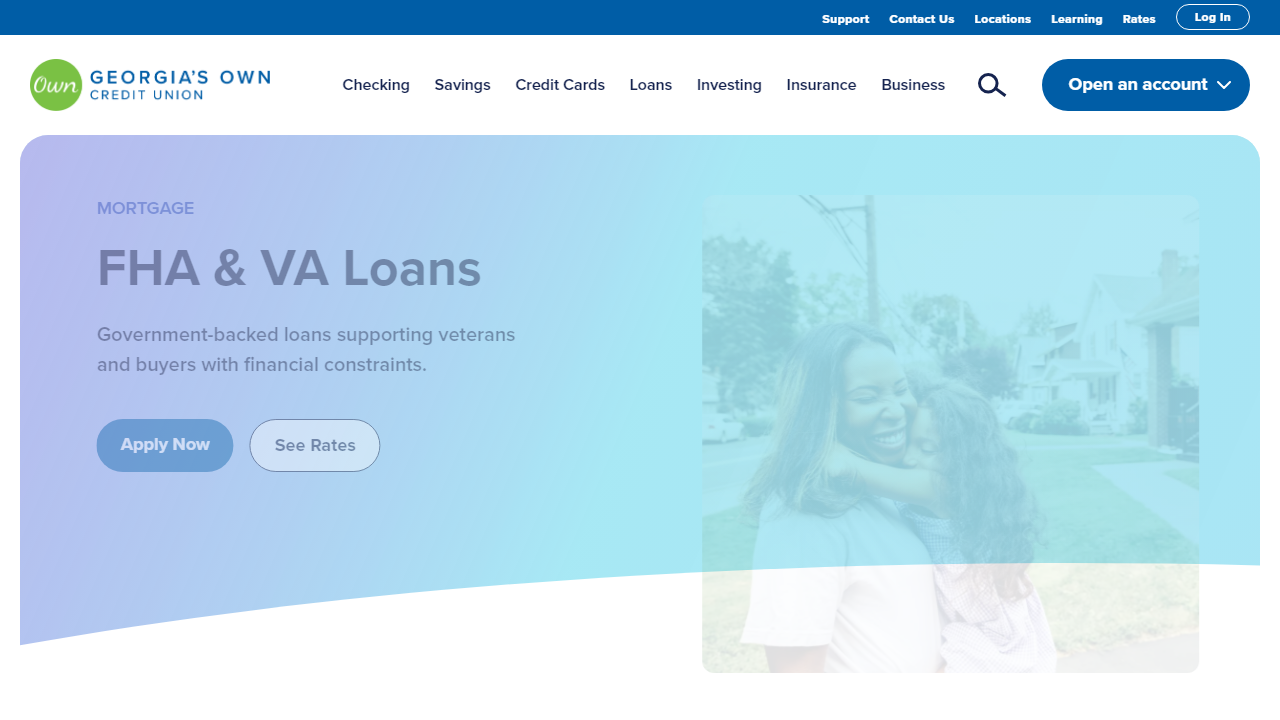 Support Contact Us Locations Learning Rates Log In
Own GEORGIA'S OWN
CREDIT UNION
Checking Savings Credit Cards Loans Investing Insurance Business
Open an account
MORTGAGE
FHA & VA Loans
Government-backed loans supporting veterans
and buyers with financial constraints.
Apply Now See Rates